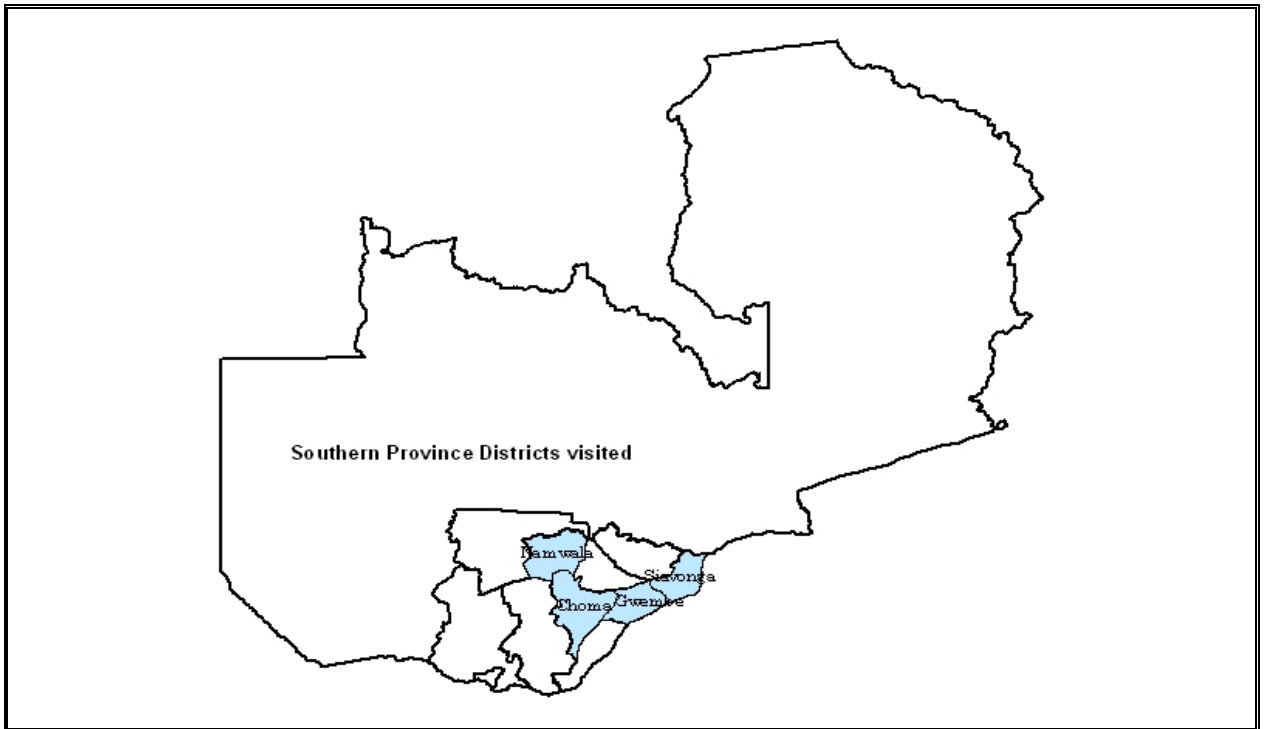 Southern Province Districts visited
Namwala
Siavonga
Choma
Gwembe